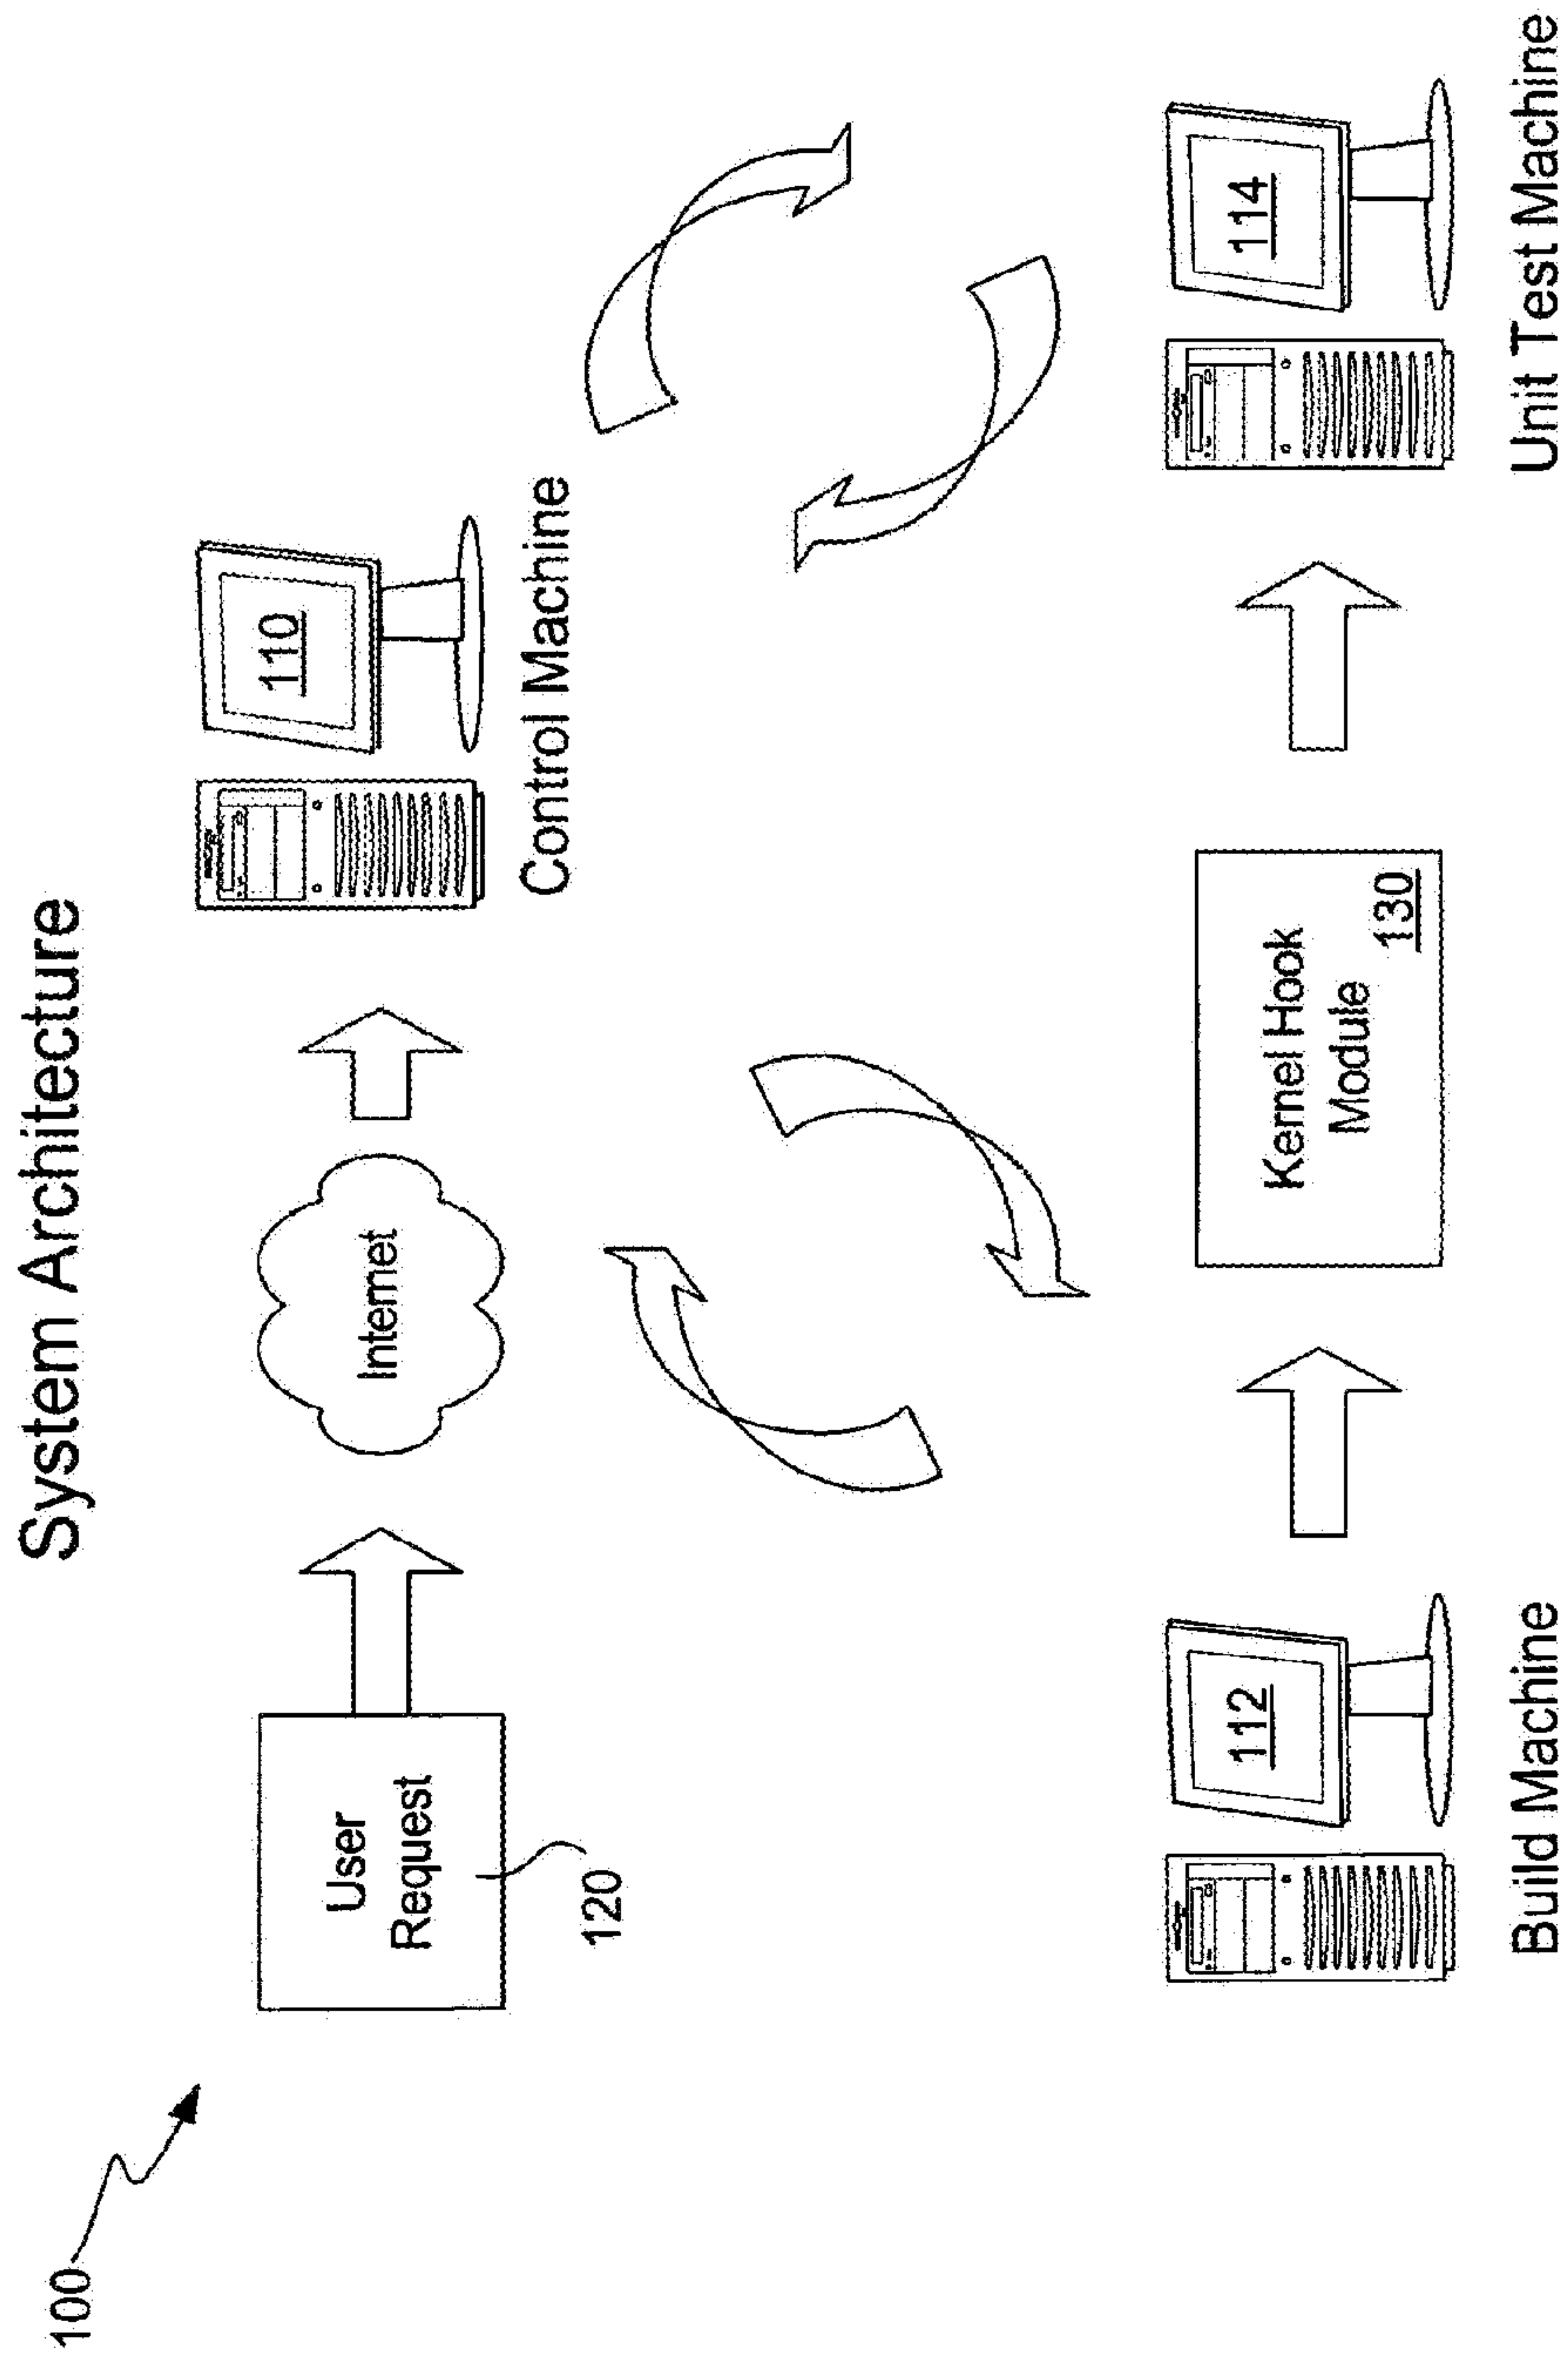 System Architecture
100
User
Request
120
Internet
110
Control Machine
112
Build Machine
Kernel Hook
Module
130
114
Unit Test Machine